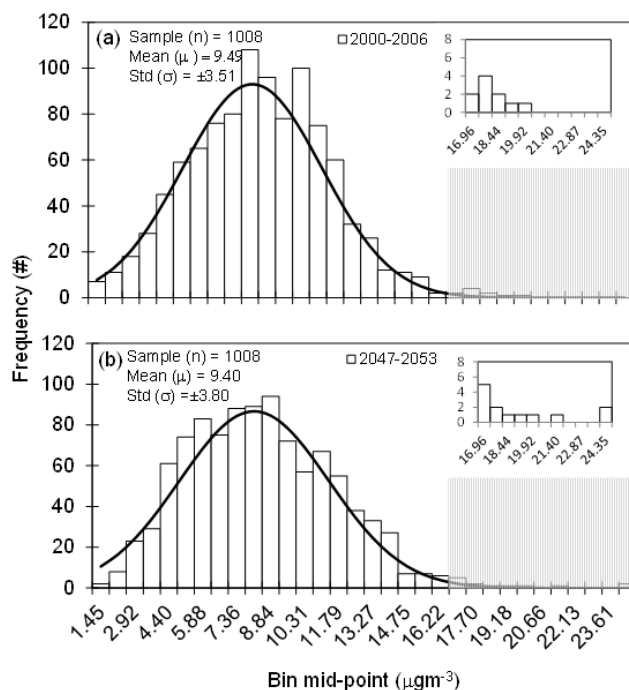 (a)
Sample (n) = 1008
Mean (μ) = 9.49
Std (σ) = ±3.51
2000-2006
120
100
80
60
40
20
0
8
6
4
2
0
16.96 18.44 19.92 21.40 22.87 24.35
Frequency (#)
(b)
Sample (n) = 1008
Mean (μ) = 9.40
Std (σ) =±3.80
2047-2053
120
100
80
60
40
20
0
8
6
4
2
0
16.96 18.44 19.92 21.40 22.87 24.35
1.45 2.92 4.40 5.88 7.36 8.84 10.31 11.79 13.27 14.75 16.22 17.70 19.18 20.66 22.13 23.61
Bin mid-point (μgm-3)